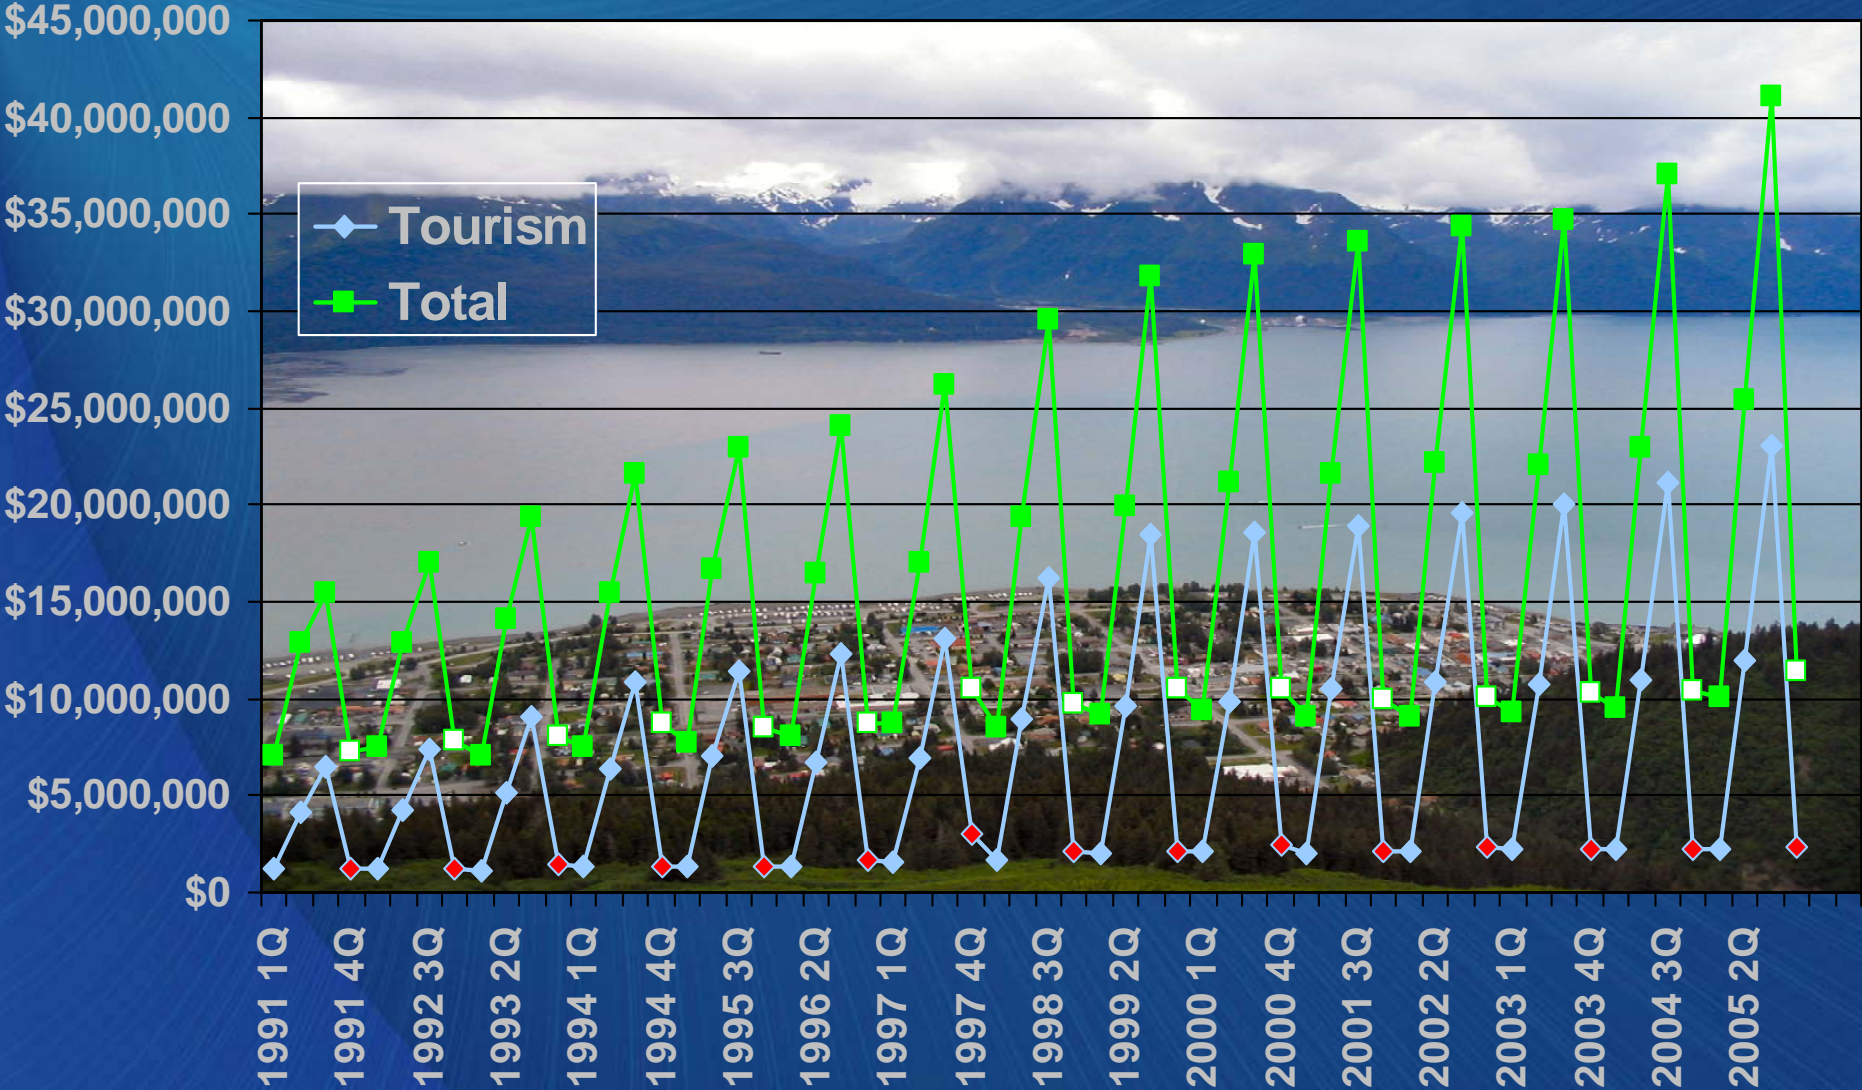 $45,000,000
$40,000,000
$35,000,000
$30,000,000
$25,000,000
$20,000,000
$15,000,000
$10,000,000
$5,000,000
$0
Tourism
Total
1991 1Q
1991 4Q
1992 3Q
1993 2Q
1994 1Q
1994 4Q
1995 3Q
1996 2Q
1997 1Q
1997 4Q
1998 3Q
1999 2Q
2000 1Q
2000 4Q
2001 3Q
2002 2Q
2003 1Q
2003 4Q
2004 3Q
2005 2Q